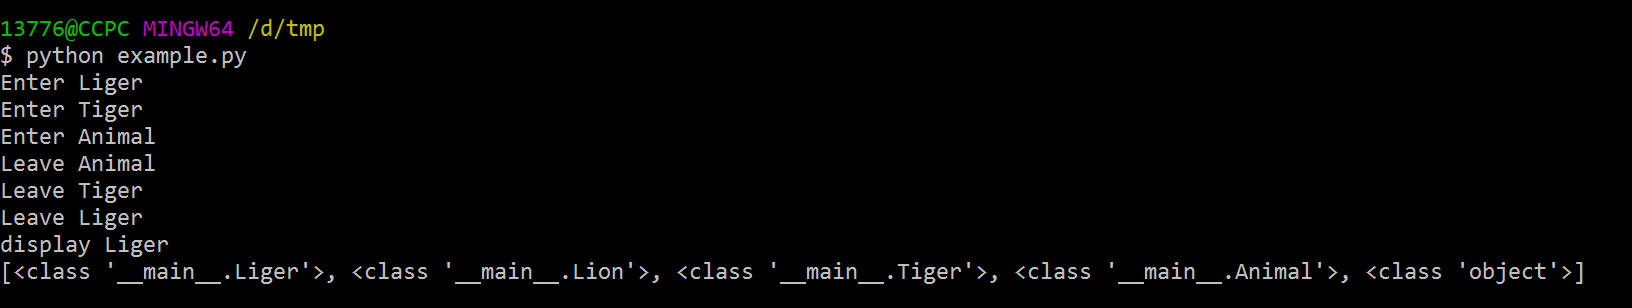 13776@CCPC MINGW64 /d/tmp
$ python example.py
Enter Liger
Enter Tiger
Enter Animal
Leave Animal
Leave Tiger
Leave Liger
display Liger
[<class '__main__.Liger'>, <class '__main__.Lion'>, <class '__main__.Tiger'>, <class '__main__.Animal'>, <class 'object'>]